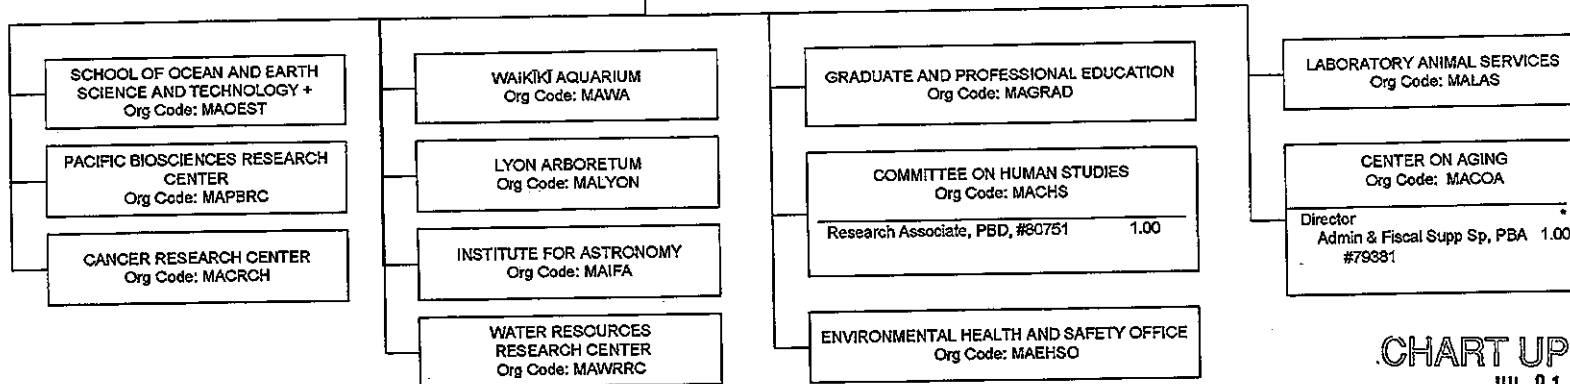 SCHOOL OF OCEAN AND EARTH
SCIENCE AND TECHNOLOGY +
Org Code: MAOEST
PACIFIC BIOSCIENCES RESEARCH
CENTER
Org Code: MAPBRC
CANCER RESEARCH CENTER
Org Code: MACRCH
WAIKĪKĪ AQUARIUM
Org Code: MAWA
LYON ARBORETUM
Org Code: MALYON
INSTITUTE FOR ASTRONOMY
Org Code: MAIFA
WATER RESOURCES
RESEARCH CENTER
Org Code: MAWRRC
GRADUATE AND PROFESSIONAL EDUCATION
Org Code: MAGRAD
COMMITTEE ON HUMAN STUDIES
Org Code: MACHS
Research Associate, PBD, #80751 1.00
ENVIRONMENTAL HEALTH AND SAFETY OFFICE
Org Code: MAEHSO
LABORATORY ANIMAL SERVICES
Org Code: MALAS
CENTER ON AGING
Org Code: MACOA
Director *
Admin & Fiscal Supp Sp, PBA 1.00
#79381
CHART UP